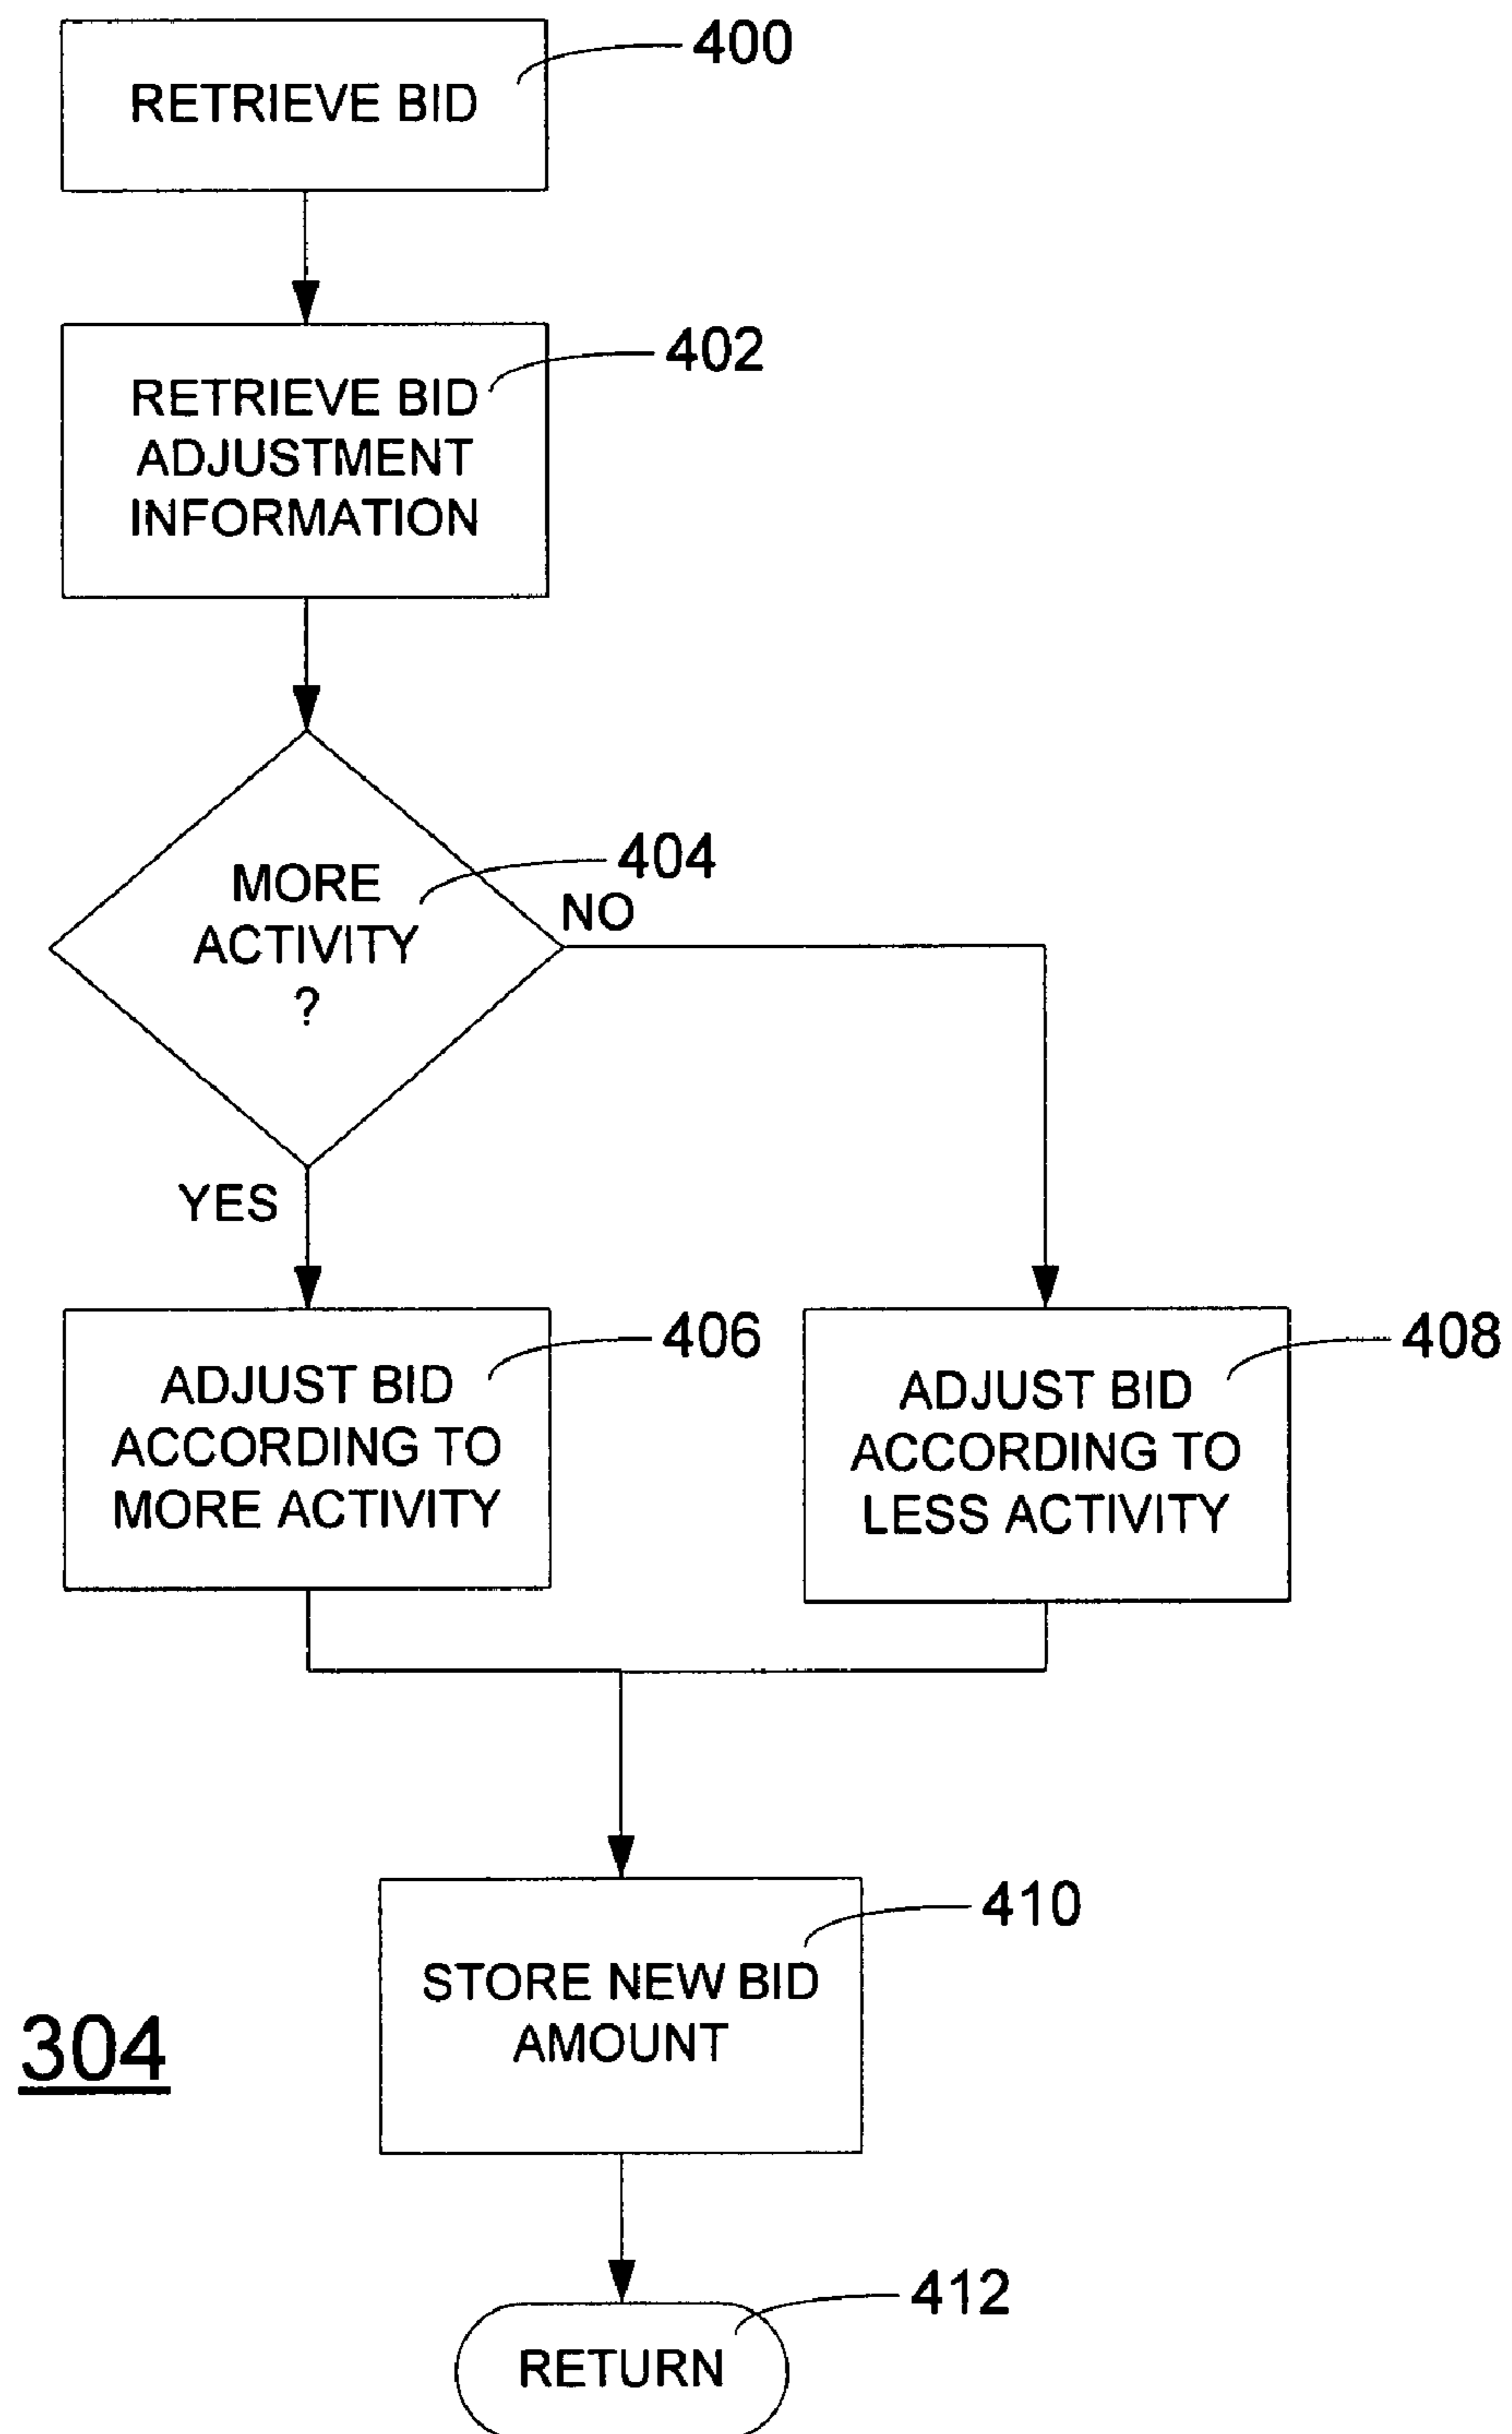 400
RETRIEVE BID
402
RETRIEVE BID
ADJUSTMENT
INFORMATION
404
MORE
ACTIVITY
?
NO
YES
406
ADJUST BID
ACCORDING TO
MORE ACTIVITY
408
ADJUST BID
ACCORDING TO
LESS ACTIVITY
410
STORE NEW BID
AMOUNT
304
412
RETURN